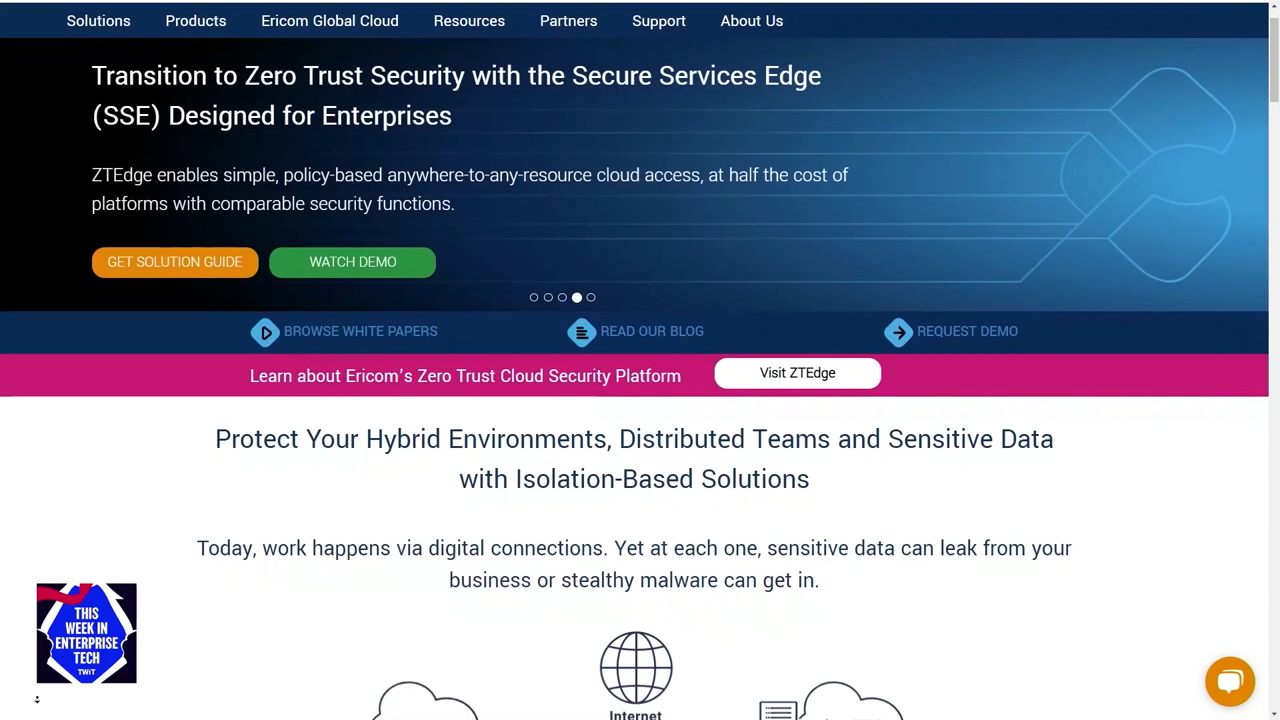 Solutions
Products
Ericom Global Cloud
Resources
Partners
Support
About Us
Transition to Zero Trust Security with the Secure Services Edge
(SSE) Designed for Enterprises
ZTEdge enables simple, policy-based anywhere-to-any-resource cloud access, at half the cost of
platforms with comparable security functions.
GET SOLUTION GUIDE
WATCH DEMO
BROWSE WHITE PAPERS
READ OUR BLOG
REQUEST DEMO
Learn about Ericom's Zero Trust Cloud Security Platform
Visit ZTEdge
Protect Your Hybrid Environments, Distributed Teams and Sensitive Data
with Isolation-Based Solutions
Today, work happens via digital connections. Yet at each one, sensitive data can leak from your
business or stealthy malware can get in.
THIS
WEEK IN
ENTERPRISE
TECH
TWiT
Internet